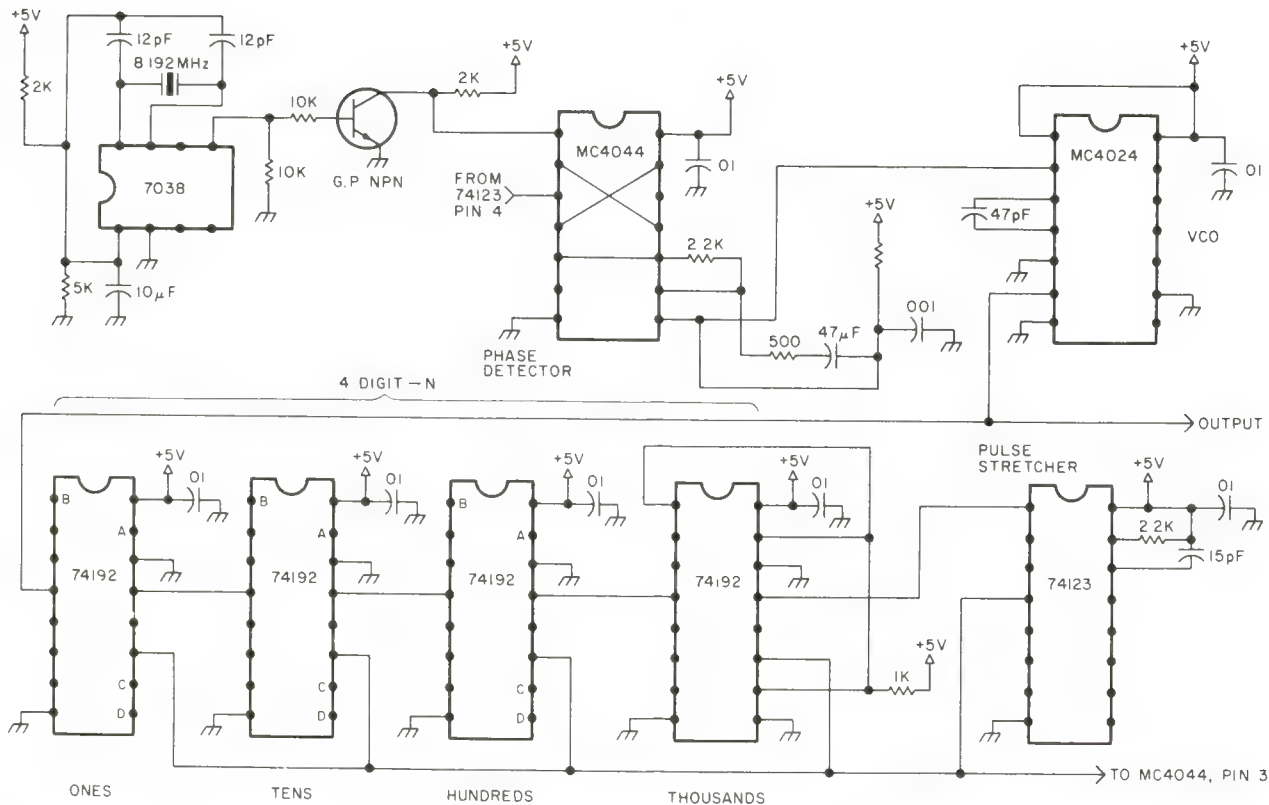 +5V
12pF
12pF
8.192MHz
2K
10K
2K
+5V
+5V
+5V
7038
10K
G.P NPN
MC4044
01
MC4024
01
FROM
74123
PIN 4
+5V
47pF
VCO
2.2K
5K
10µF
500
47µF
001
PHASE
DETECTOR
4 DIGIT -N
OUTPUT
PULSE
STRETCHER
+5V
01
+5V
01
+5V
01
+5V
01
+5V
01
B
A
B
A
B
A
2.2K
15pF
74192
74192
74192
74192
74123
+5V
1K
C
D
C
D
C
D
TO MC4044, PIN 3
ONES
TENS
HUNDREDS
THOUSANDS